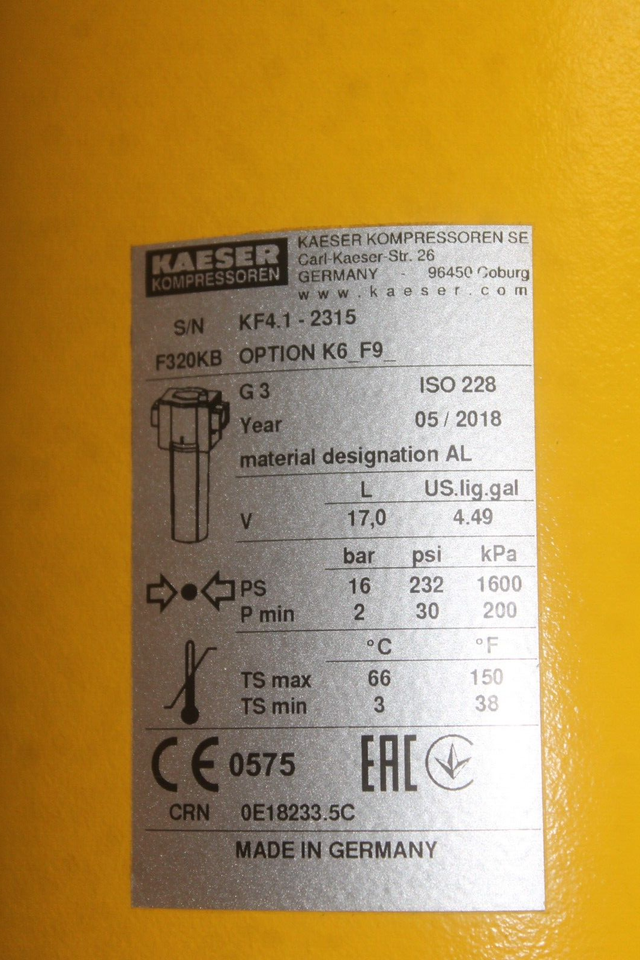 KAESER
KOMPRESSOREN
KAESER KOMPRESSOREN SE
Carl-Kaeser-Str. 26
GERMANY - 96450 Coburg
www.kaeser.com
S/N KF4.1 - 2315
F320KB OPTION K6_F9_
G 3 ISO 228
Year 05 / 2018
material designation AL
L US.lig.gal
V 17,0 4.49
bar psi kPa
PS 16 232 1600
P min 2 30 200
°C °F
TS max 66 150
TS min 3 38
CE 0575 EAC
CRN 0E18233.5C
MADE IN GERMANY